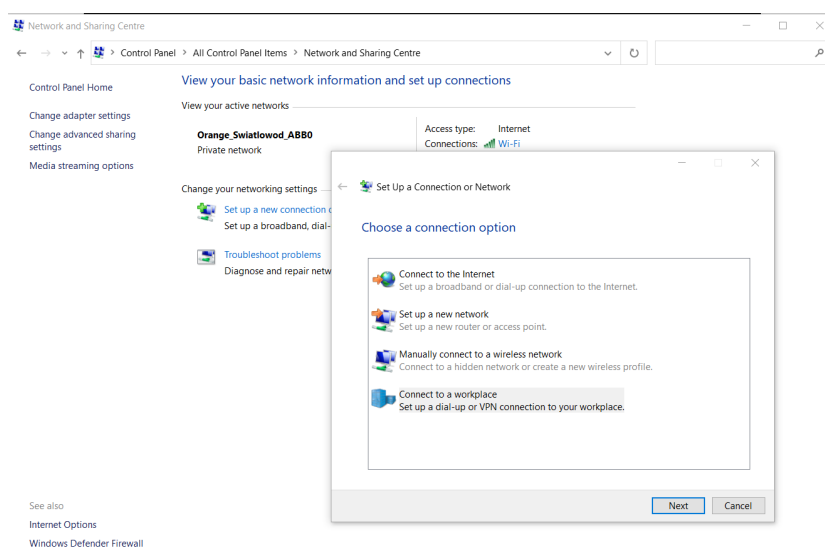 Network and Sharing Centre
Control Panel > All Control Panel Items > Network and Sharing Centre
Control Panel Home
Change adapter settings
Change advanced sharing
settings
Media streaming options
View your basic network information and set up connections
View your active networks
Orange_Swiatlowod_ABB0
Private network
Access type: Internet
Connections: Wi-Fi
Change your networking settings
Set up a new connection
Set up a broadband, dial-
Troubleshoot problems
Diagnose and repair netw
Set Up a Connection or Network
Choose a connection option
Connect to the Internet
Set up a broadband or dial-up connection to the Internet.
Set up a new network
Set up a new router or access point.
Manually connect to a wireless network
Connect to a hidden network or create a new wireless profile.
Connect to a workplace
Set up a dial-up or VPN connection to your workplace.
Next Cancel
See also
Internet Options
Windows Defender Firewall